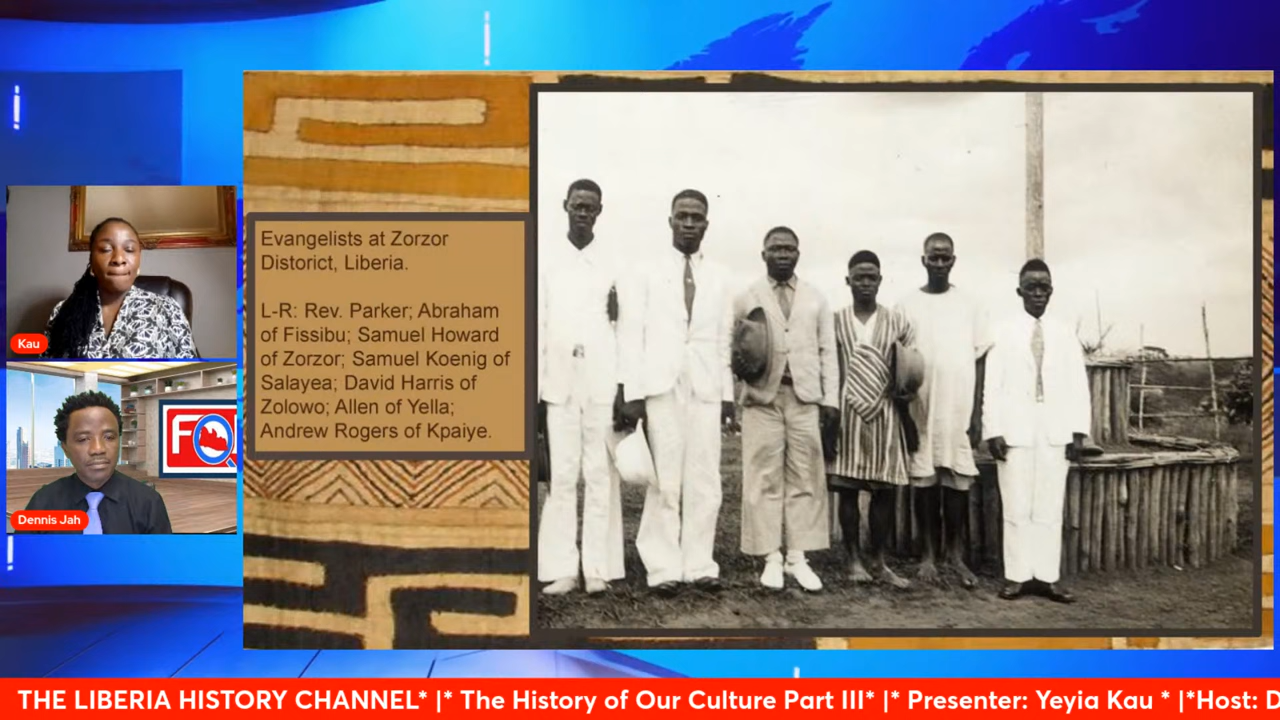 Evangelists at Zorzor
Distorict, Liberia.
L-R: Rev. Parker; Abraham
of Fissibu; Samuel Howard
of Zorzor; Samuel Koenig of
Salayea; David Harris of
Zolowo; Allen of Yella;
Andrew Rogers of Kpaiye.
Kau
FQ
Dennis Jah
THE LIBERIA HISTORY CHANNEL* |* The History of Our Culture Part III* |* Presenter: Yeyia Kau * |*Host: D